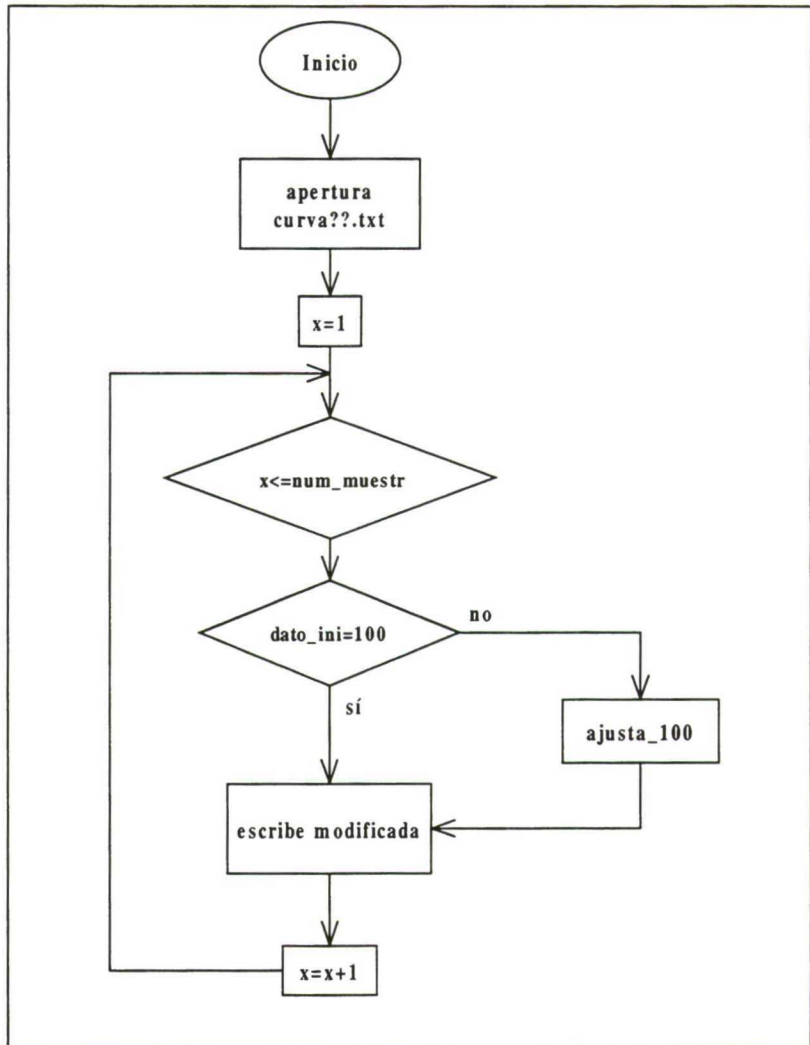 Inicio
apertura
curva??.txt
x=1
x<=num_muestr
dato_ini=100
no
sí
ajusta_100
escribe modificada
x=x+1